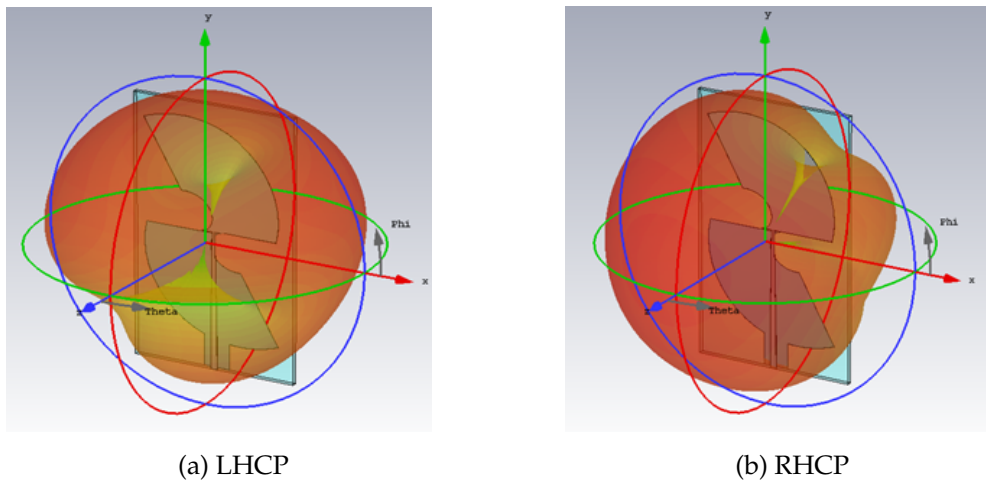 y
Phi
x
z
Theta
y
Phi
x
z
Theta
(a) LHCP
(b) RHCP